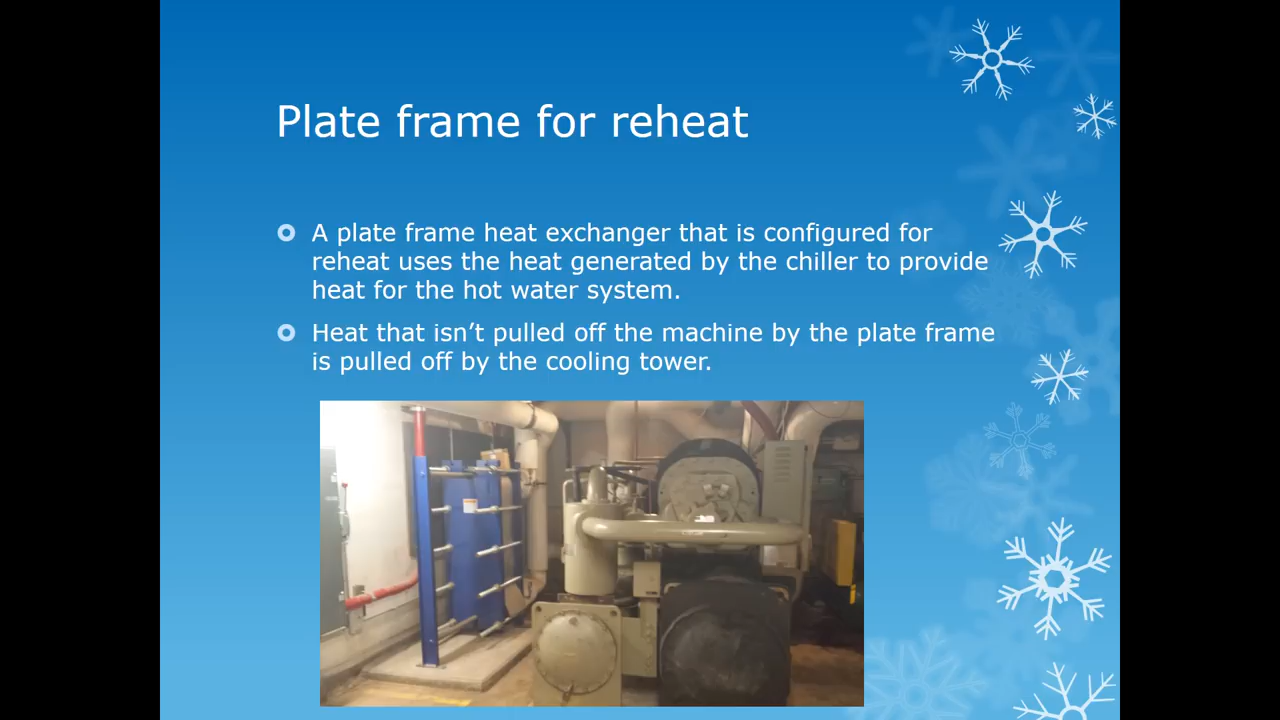 Plate frame for reheat
A plate frame heat exchanger that is configured for
reheat uses the heat generated by the chiller to provide
heat for the hot water system.
Heat that isn’t pulled off the machine by the plate frame
is pulled off by the cooling tower.